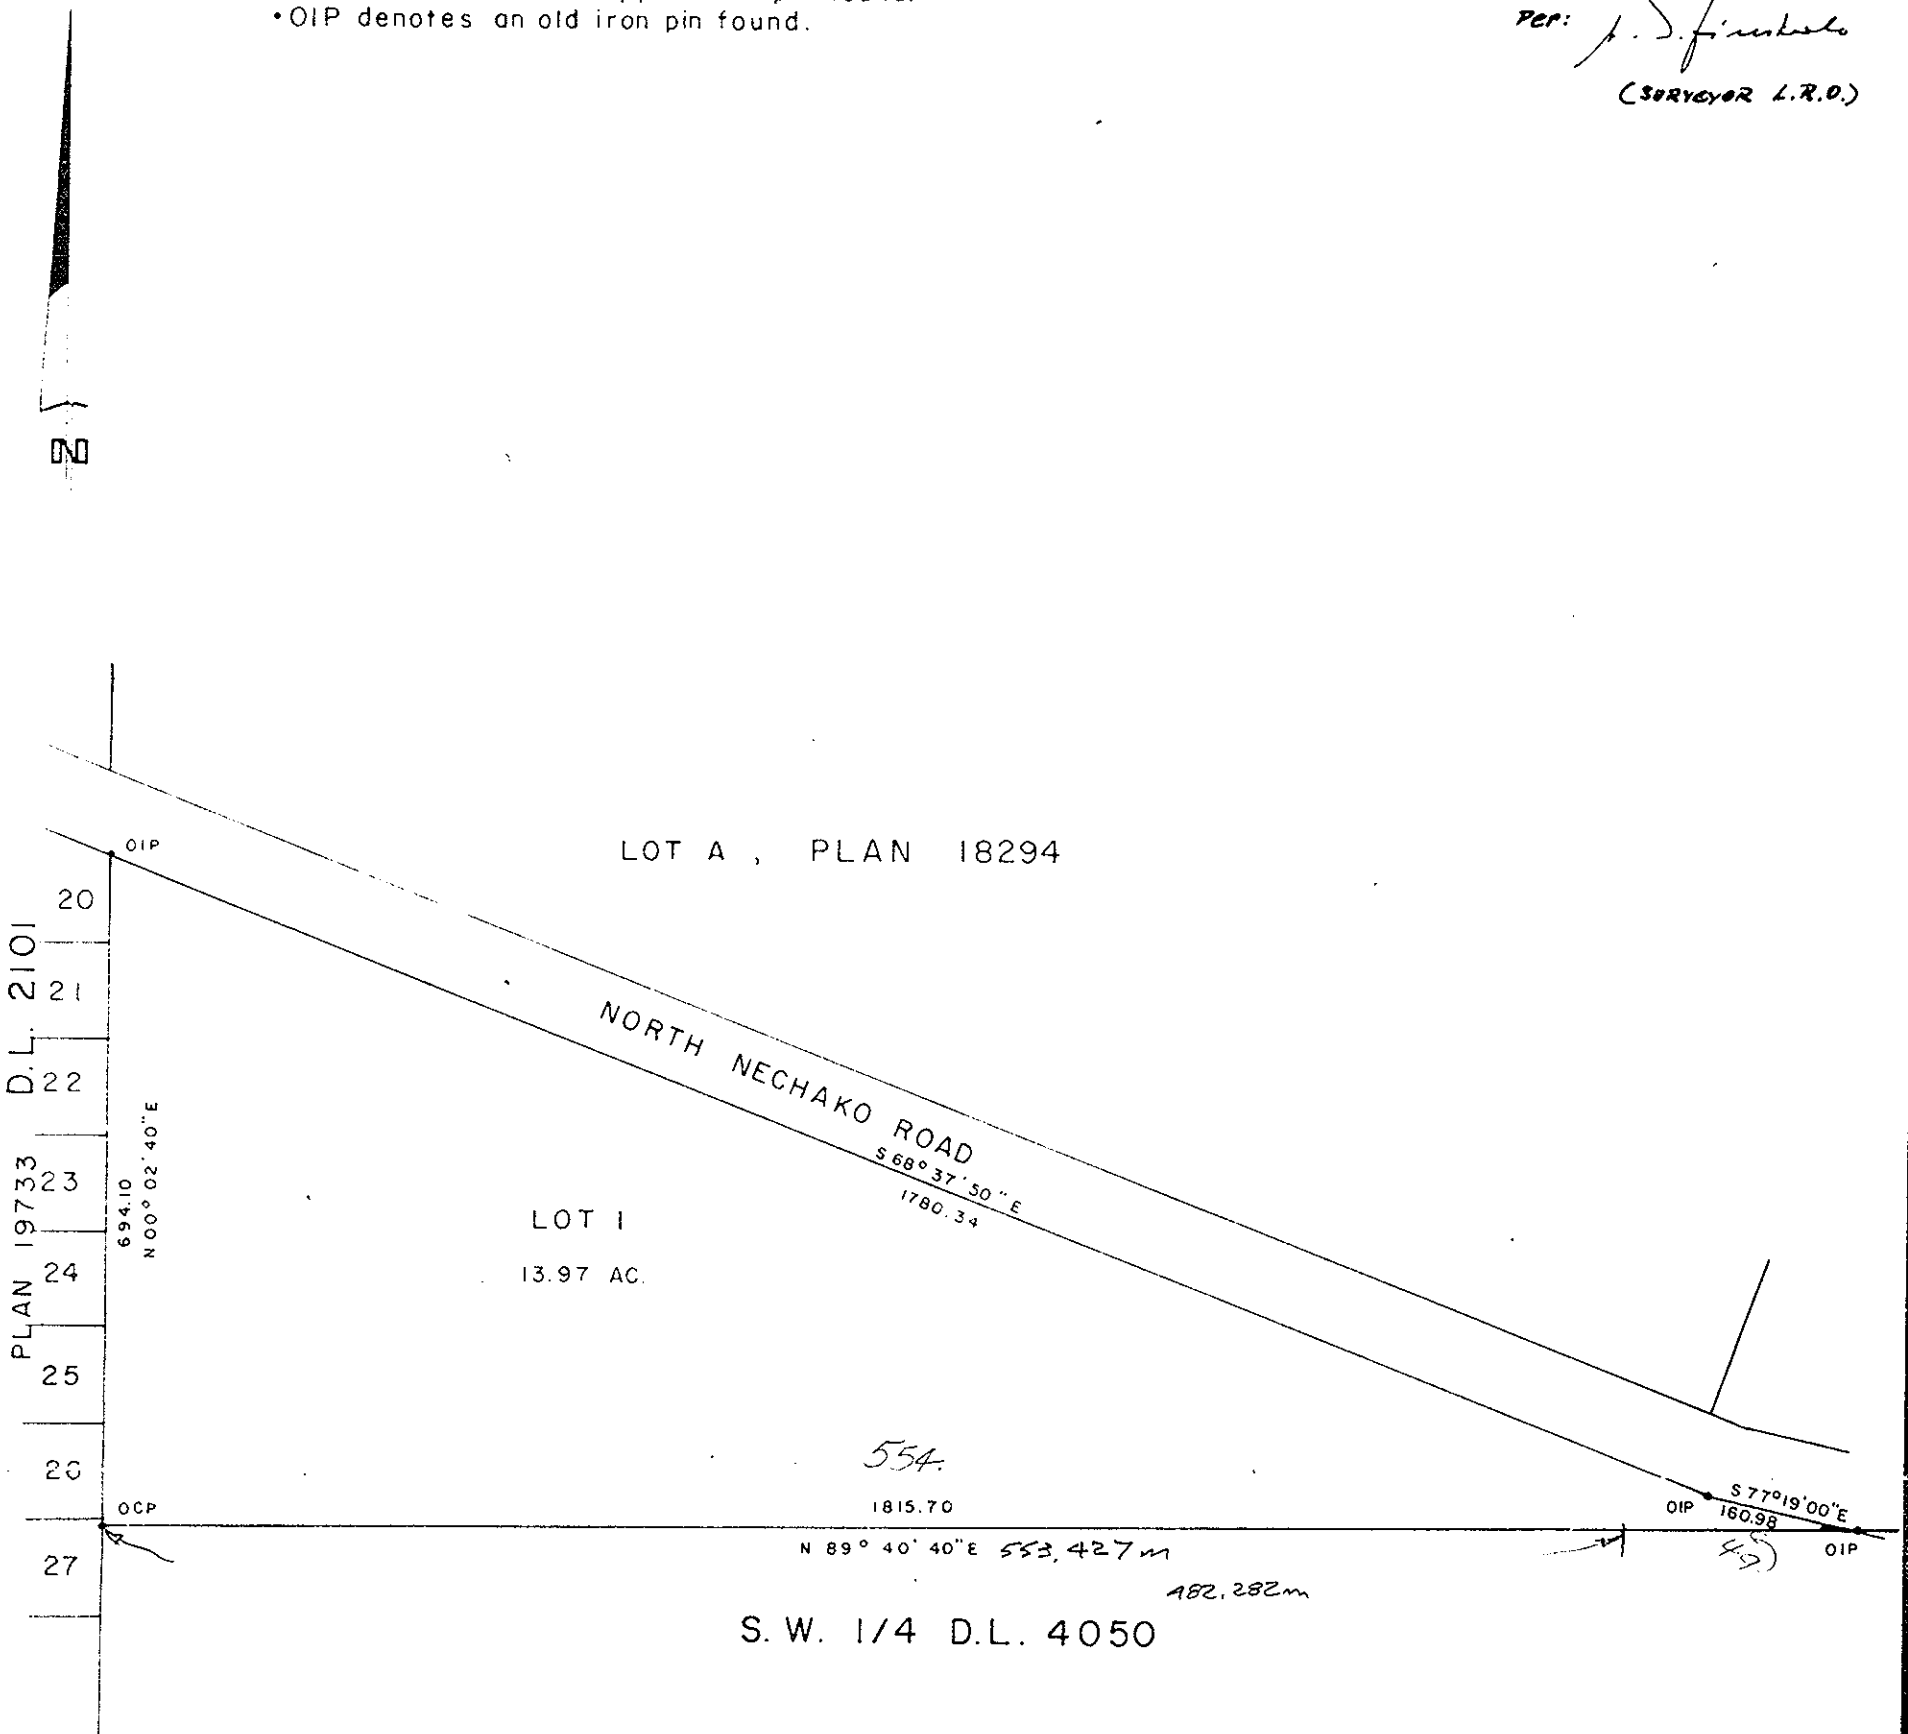 •OIP denotes an old iron pin found.
Per:
(SURVEYOR L.R.O.)
N
OIP
LOT A , PLAN 18294
20
21
22
23
24
25
26
27
PLAN 19733 D.L. 2101
NORTH NECHAKO ROAD
S 68° 37' 50" E
1780.34
694.10
N 00° 02' 40" E
LOT 1
13.97 AC.
554.
OCP
1815.70
N 89° 40' 40" E 553,427 m
482.282m
OIP
S 77° 19' 00" E
160.98
OIP
S.W. 1/4 D.L. 4050